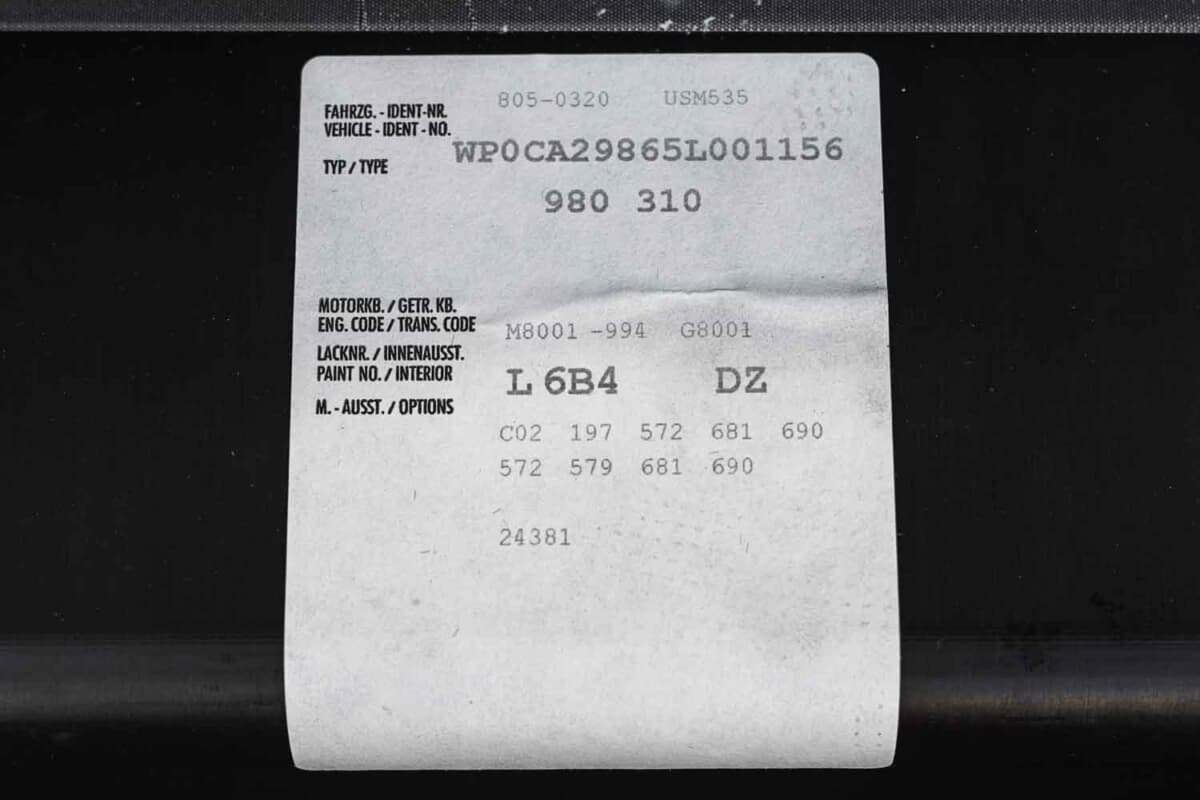 805-0320 USM535
FAHRZG. - IDENT-NR.
VEHICLE - IDENT - NO.
WP0CA29865L001156
TYP / TYPE
980 310
MOTORKB. / GETR. KB.
ENG. CODE / TRANS. CODE
M8001 -994 G8001
LACKNR. / INNENAUSST.
PAINT NO. / INTERIOR
L 6B4 DZ
M. - AUSST. / OPTIONS
C02 197 572 681 690
572 579 681 690
24381